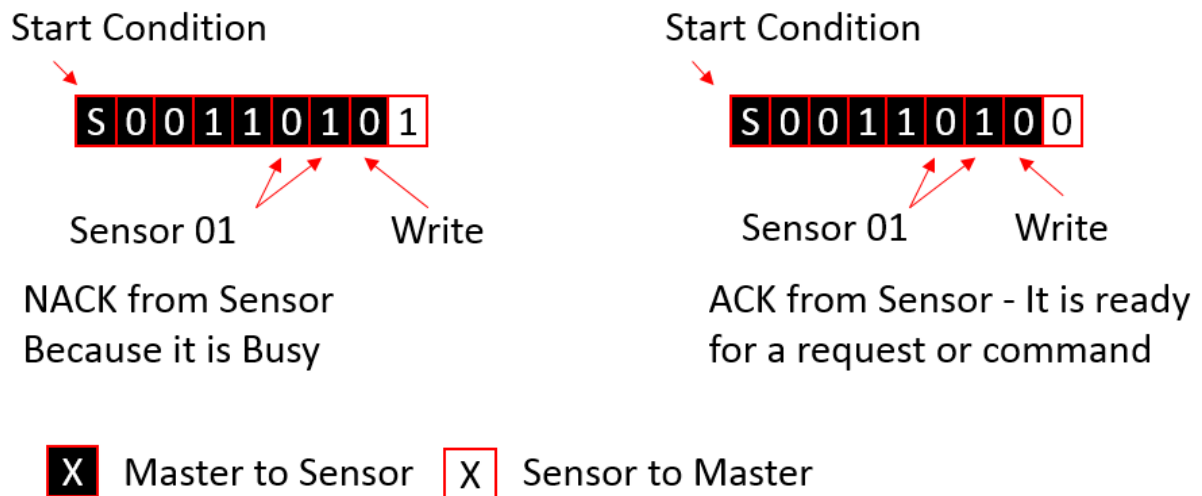 Start Condition
S 0 0 1 1 0 1 0 1
Sensor 01 Write
NACK from Sensor
Because it is Busy
Start Condition
S 0 0 1 1 0 1 0 0
Sensor 01 Write
ACK from Sensor - It is ready
for a request or command
X Master to Sensor X Sensor to Master